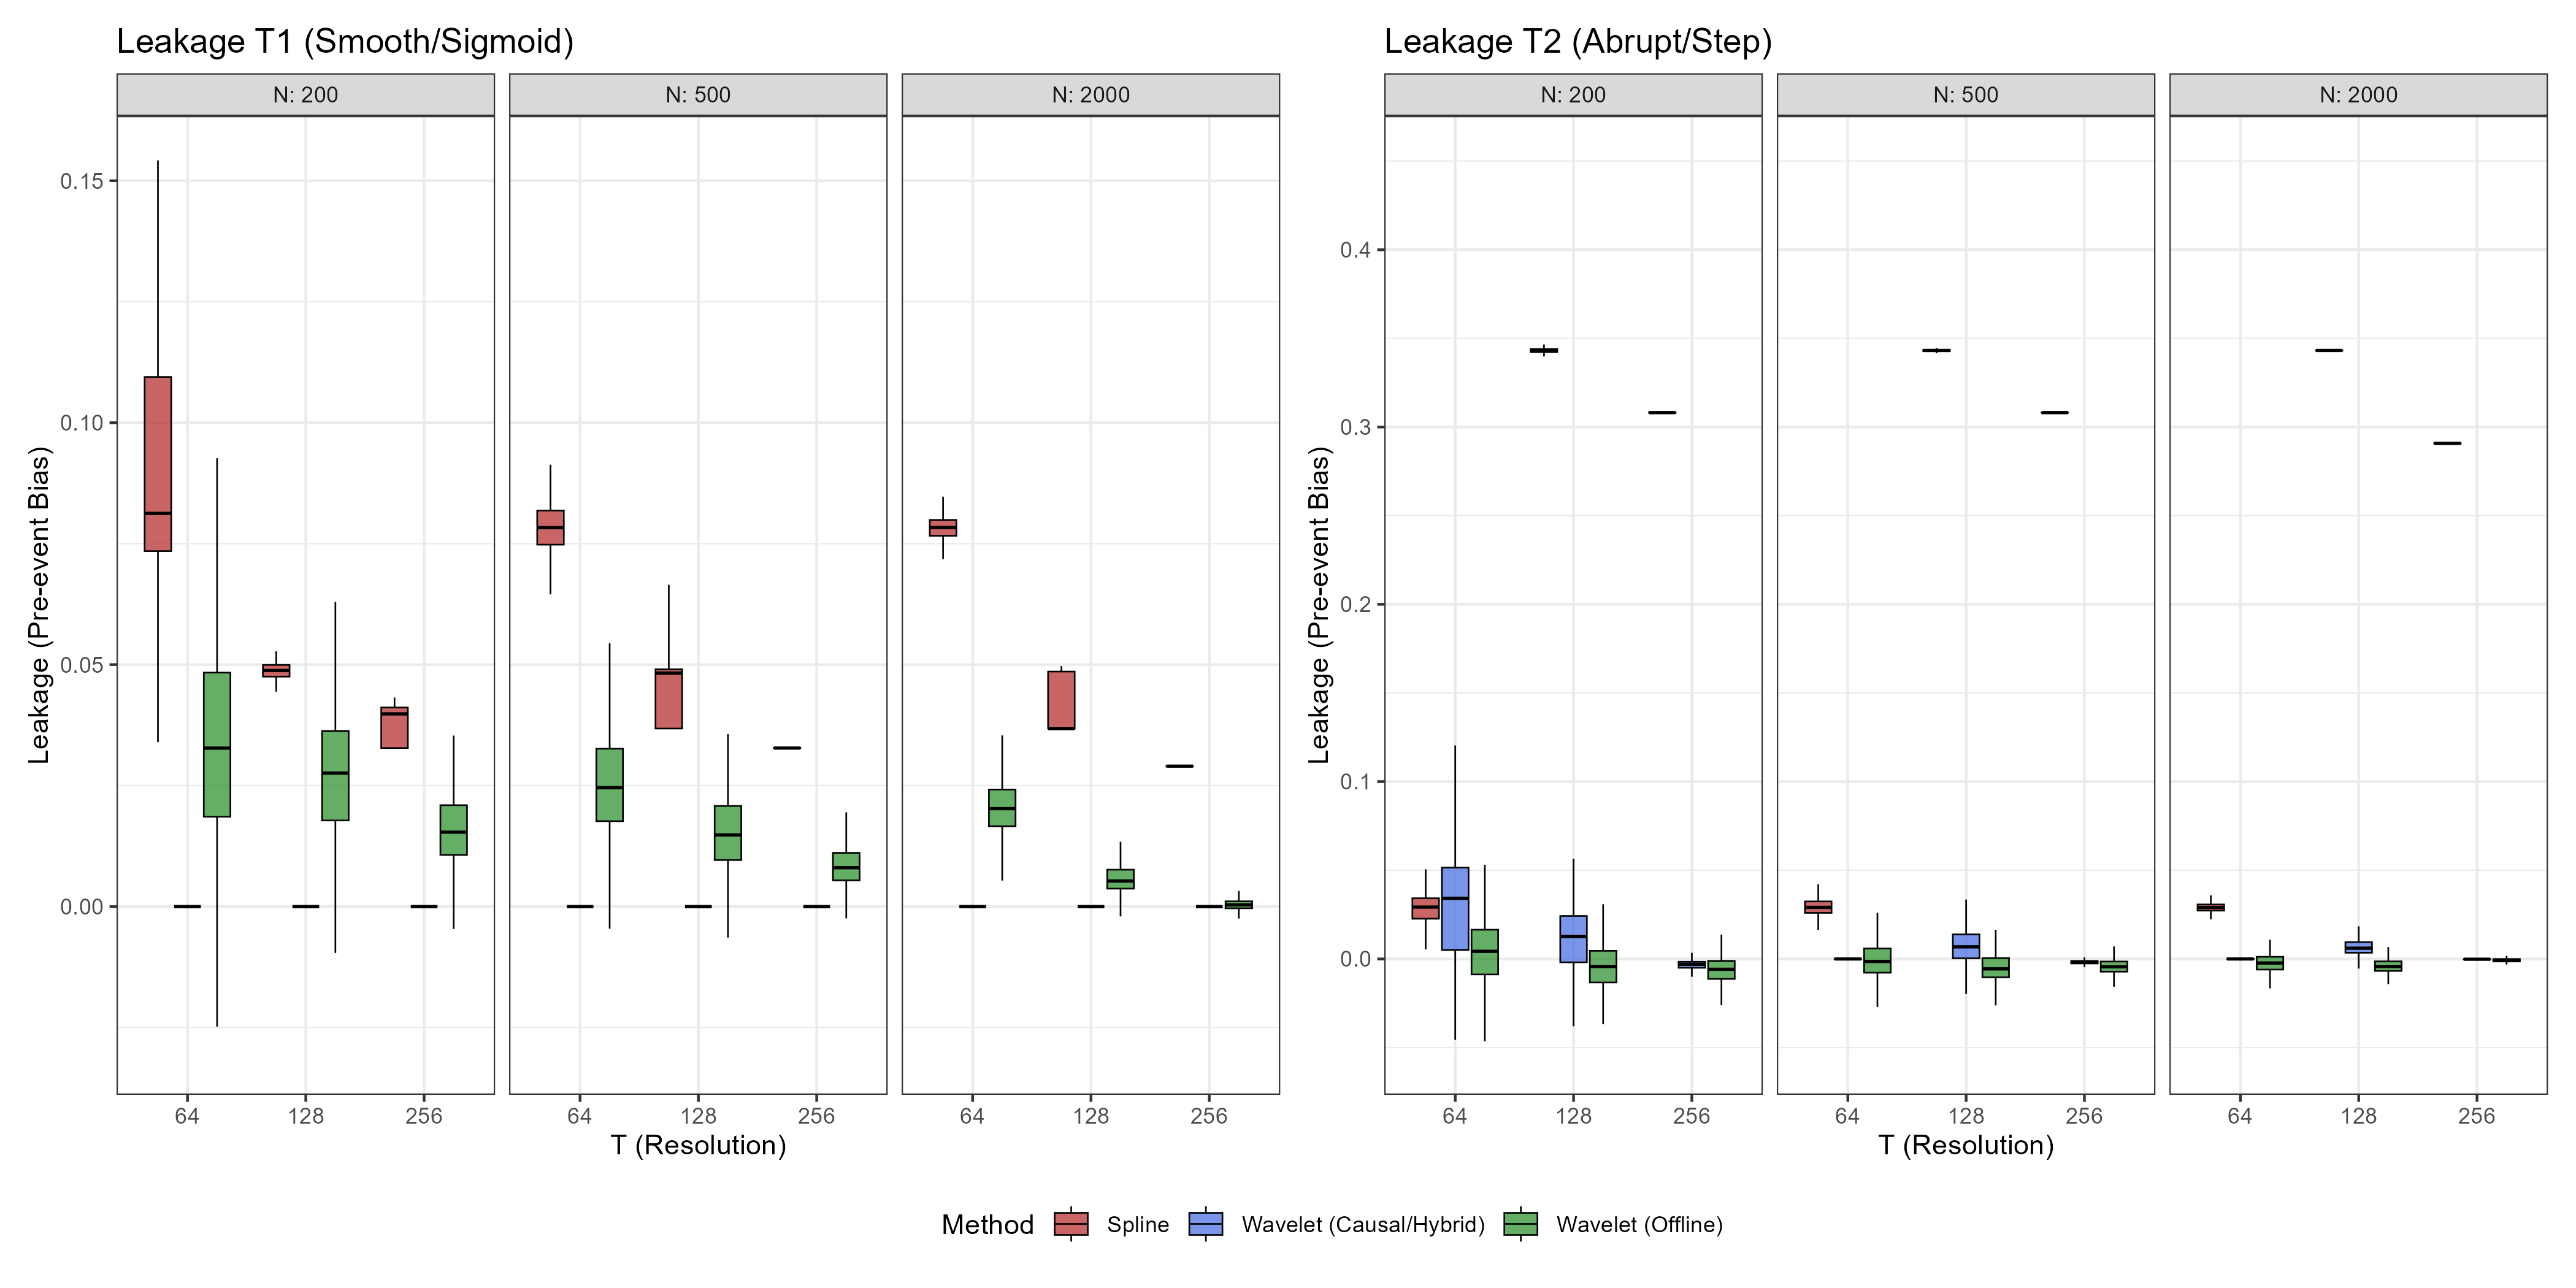 Leakage T1 (Smooth/Sigmoid)
N: 200
N: 500
N: 2000
Leakage (Pre-event Bias)
0.15
0.10
0.05
0.00
64
128
256
64
128
256
64
128
256
T (Resolution)
Leakage T2 (Abrupt/Step)
N: 200
N: 500
N: 2000
Leakage (Pre-event Bias)
0.4
0.3
0.2
0.1
0.0
64
128
256
64
128
256
64
128
256
T (Resolution)
Method Spline Wavelet (Causal/Hybrid) Wavelet (Offline)